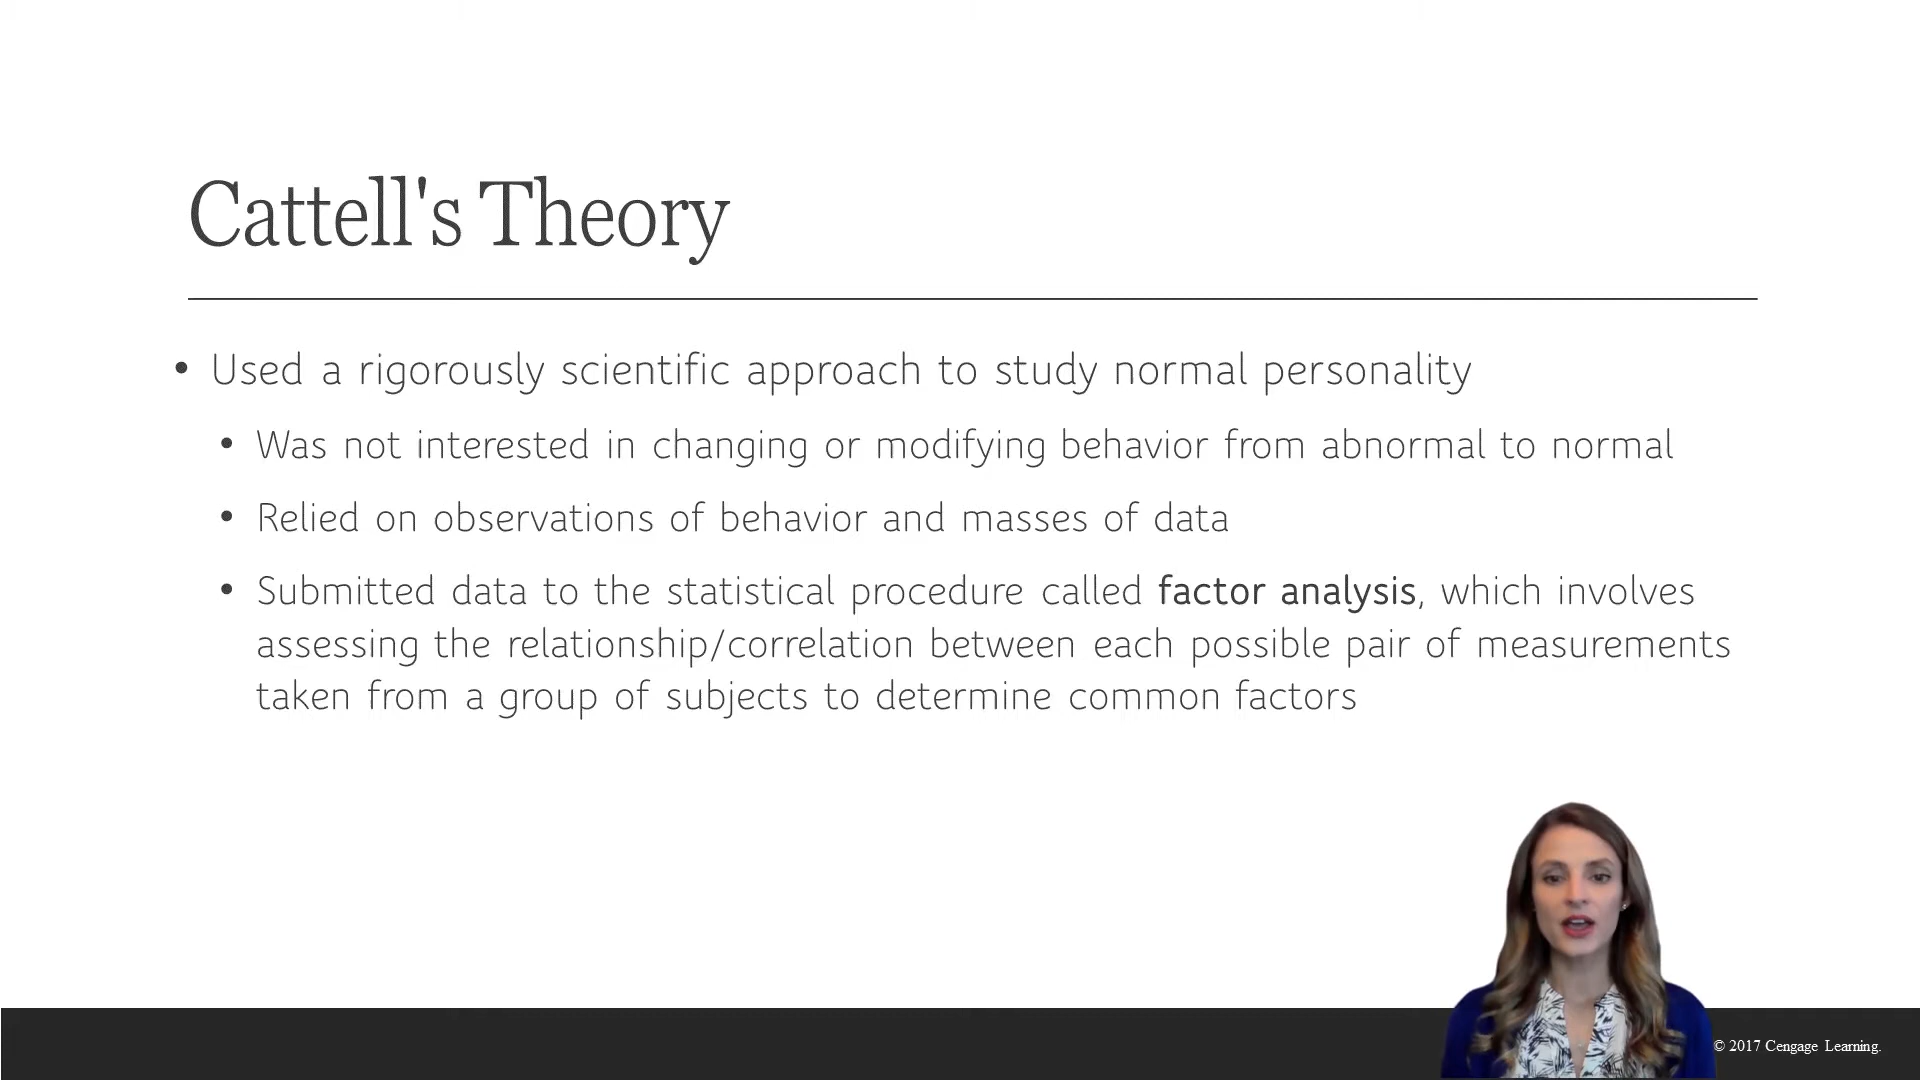 Cattell's Theory
• Used a rigorously scientific approach to study normal personality
• Was not interested in changing or modifying behavior from abnormal to normal
• Relied on observations of behavior and masses of data
• Submitted data to the statistical procedure called factor analysis, which involves
assessing the relationship/correlation between each possible pair of measurements
taken from a group of subjects to determine common factors
© 2017 Cengage Learning.